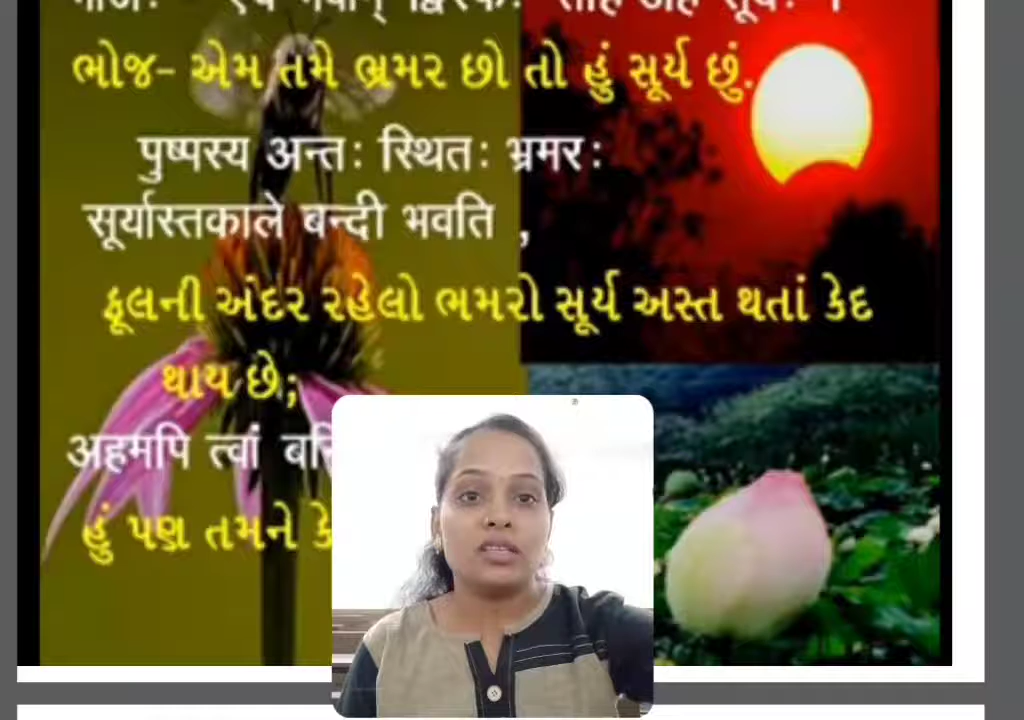 ભોજ- એમ તમે ભ્રમર છો તો હું સૂર્ય છું.
पुष्पस्य अन्तः स्थितः भ्रमरः
सूर्यास्तकाले बन्दी भवति ,
ફૂલની અંદર રહેલો ભમરો સૂર્ય અસ્ત થતાં કેદ
થાય છે;
अहमपि त्वां
હું પણ તમને